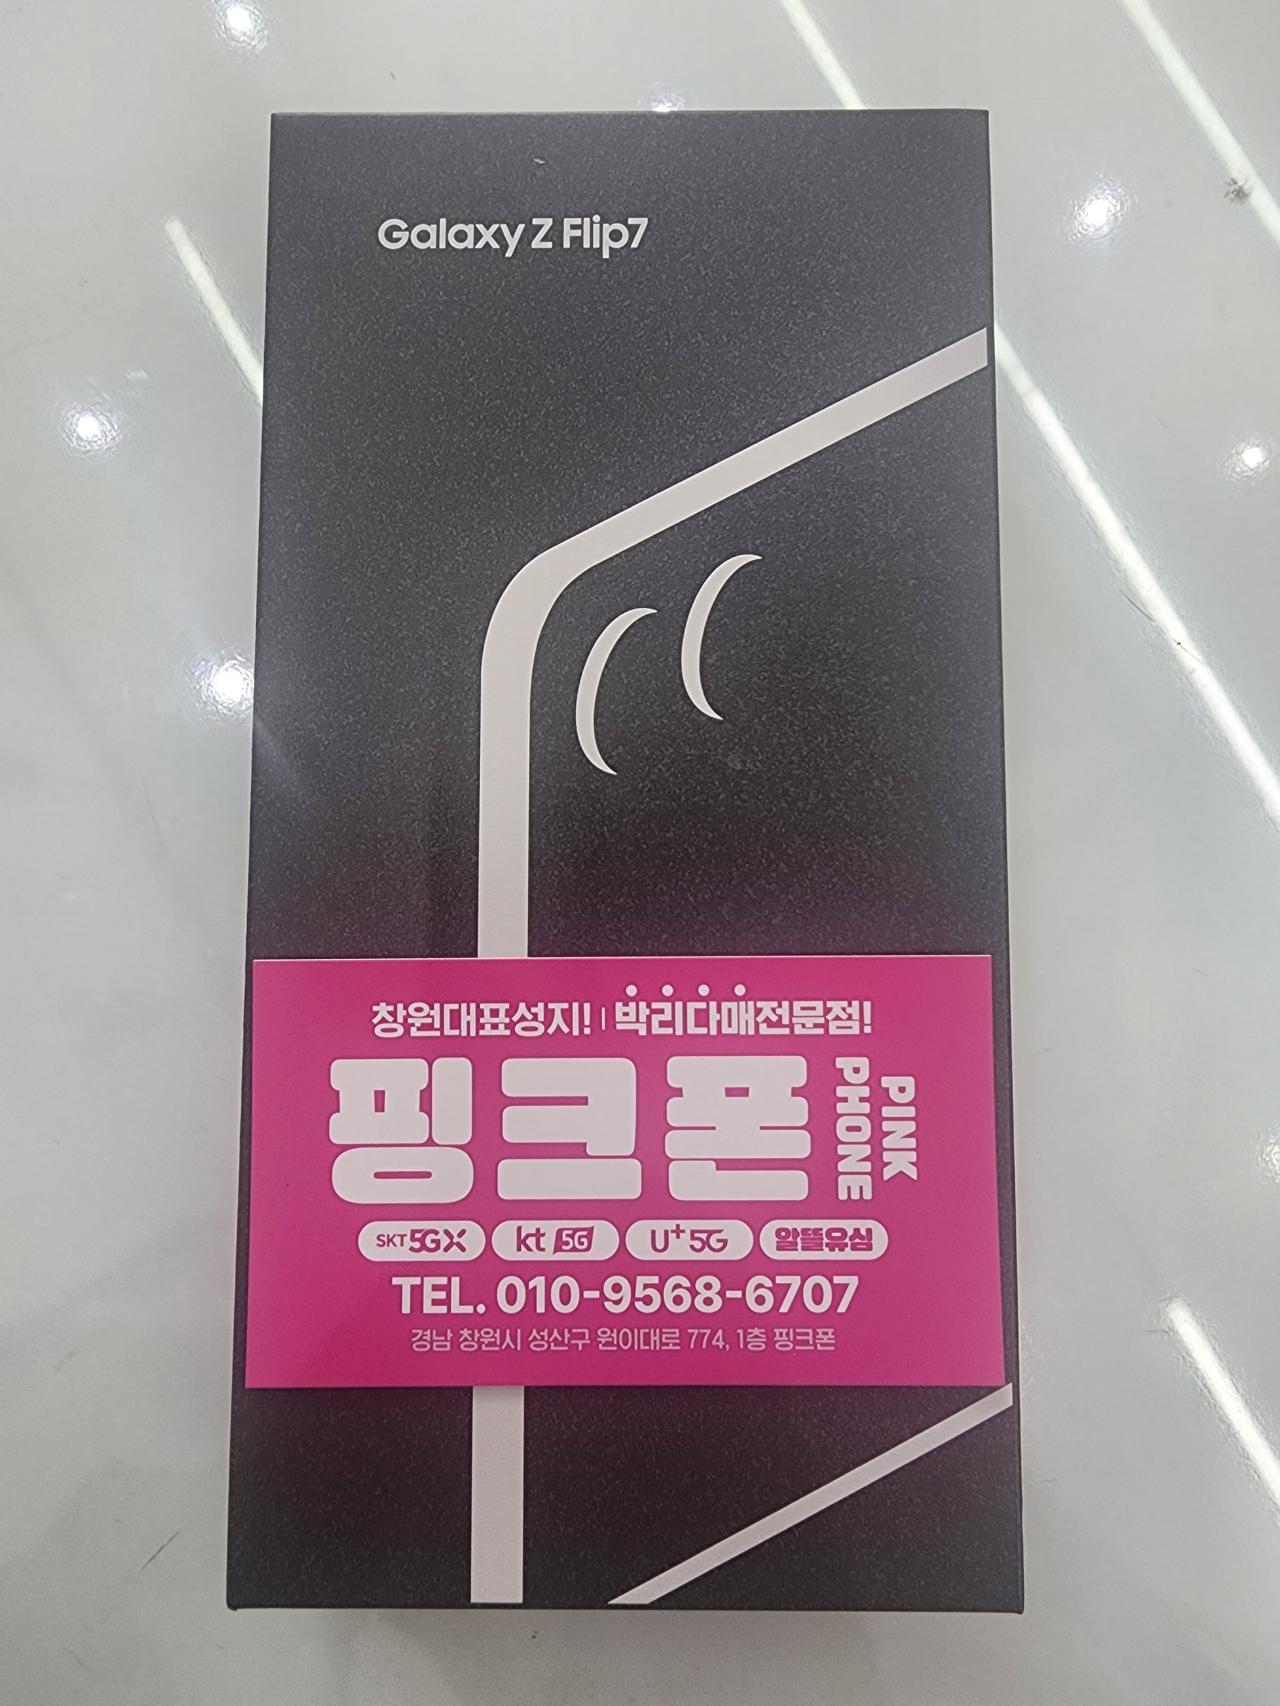 Galaxy Z Flip7
창원대표성지! | 박리다매전문점!
핑크폰 PINK PHONE
SKT 5GX kt 5G U+5G 알뜰유심
TEL. 010-9568-6707
경남 창원시 성산구 원이대로 774, 1층 핑크폰